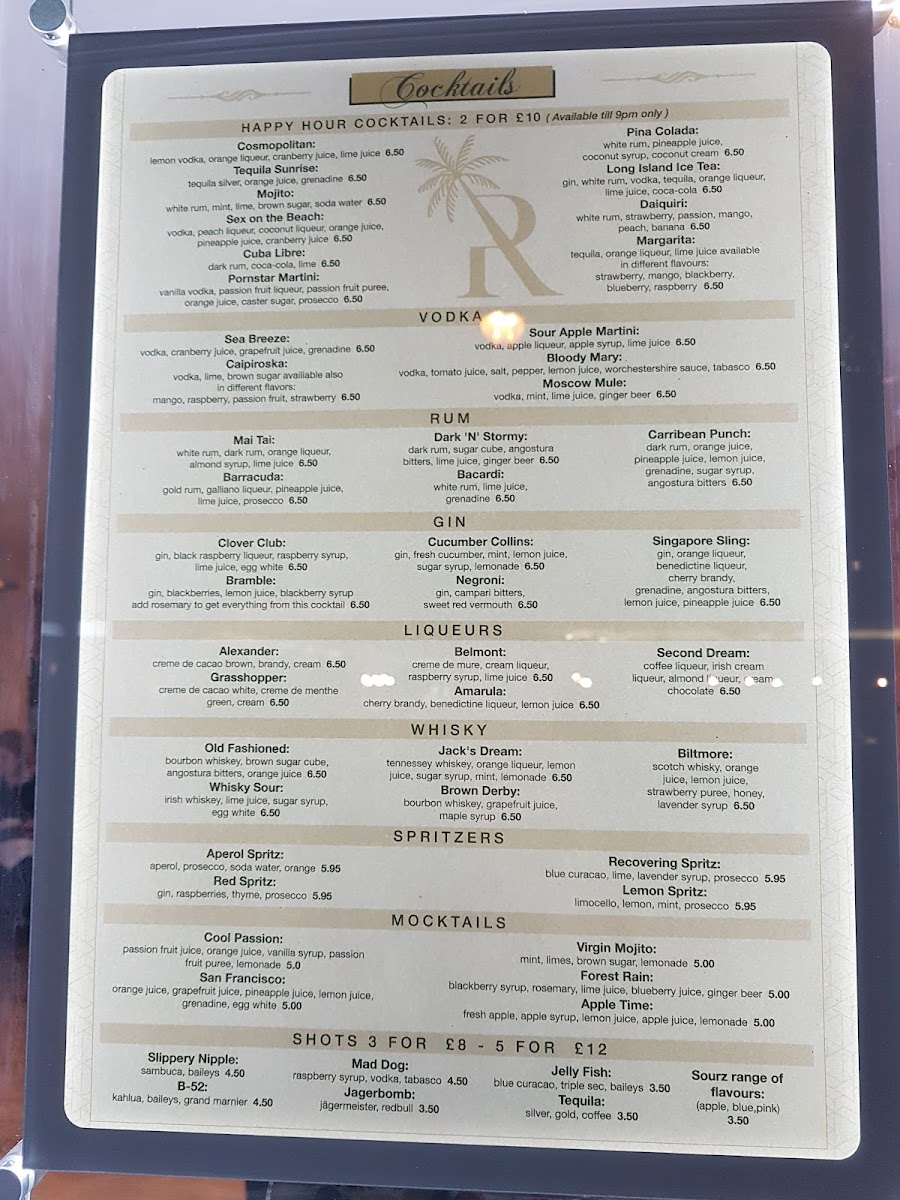 Cocktails
HAPPY HOUR COCKTAILS: 2 FOR £10 (Available till 9pm only)
Cosmopolitan:
lemon vodka, orange liqueur, cranberry juice, lime juice 6.50
Tequila Sunrise:
tequila silver, orange juice, grenadine 6.50
Mojito:
white rum, mint, lime, brown sugar, soda water 6.50
Sex on the Beach:
vodka, peach liqueur, coconut liqueur, orange juice,
pineapple juice, cranberry juice 6.50
Cuba Libre:
dark rum, coca-cola, lime 6.50
Pornstar Martini:
vanilla vodka, passion fruit liqueur, passion fruit puree,
orange juice, caster sugar, prosecco 6.50
R
Pina Colada:
white rum, pineapple juice,
coconut syrup, coconut cream 6.50
Long Island Ice Tea:
gin, white rum, vodka, tequila, orange liqueur,
lime juice, coca-cola 6.50
Daiquiri:
white rum, strawberry, passion, mango,
peach, banana 6.50
Margarita:
tequila, orange liqueur, lime juice available
in different flavours:
strawberry, mango, blackberry,
blueberry, raspberry 6.50
VODKA
Sea Breeze:
vodka, cranberry juice, grapefruit juice, grenadine 6.50
Caipiroska:
vodka, lime, brown sugar availiable also
in different flavors:
mango, raspberry, passion fruit, strawberry 6.50
Sour Apple Martini:
vodka, apple liqueur, apple syrup, lime juice 6.50
Bloody Mary:
vodka, tomato juice, salt, pepper, lemon juice, worchestershire sauce, tabasco 6.50
Moscow Mule:
vodka, mint, lime juice, ginger beer 6.50
RUM
Mai Tai:
white rum, dark rum, orange liqueur,
almond syrup, lime juice 6.50
Barracuda:
gold rum, galliano liqueur, pineapple juice,
lime juice, prosecco 6.50
Dark 'N' Stormy:
dark rum, sugar cube, angostura
bitters, lime juice, ginger beer 6.50
Bacardi:
white rum, lime juice,
grenadine 6.50
Carribean Punch:
dark rum, orange juice,
pineapple juice, lemon juice,
grenadine, sugar syrup,
angostura bitters 6.50
GIN
Clover Club:
gin, black raspberry liqueur, raspberry syrup,
lime juice, egg white 6.50
Bramble:
gin, blackberries, lemon juice, blackberry syrup
add rosemary to get everything from this cocktail 6.50
Cucumber Collins:
gin, fresh cucumber, mint, lemon juice,
sugar syrup, lemonade 6.50
Negroni:
gin, campari bitters,
sweet red vermouth 6.50
Singapore Sling:
gin, orange liqueur,
benedictine liqueur,
cherry brandy,
grenadine, angostura bitters,
lemon juice, pineapple juice 6.50
LIQUEURS
Alexander:
creme de cacao brown, brandy, cream 6.50
Grasshopper:
creme de cacao white, creme de menthe
green, cream 6.50
Belmont:
creme de mure, cream liqueur,
raspberry syrup, lime juice 6.50
Amarula:
cherry brandy, benedictine liqueur, lemon juice 6.50
Second Dream:
coffee liqueur, irish cream
liqueur, almond liqueur, cream
chocolate 6.50
WHISKY
Old Fashioned:
bourbon whiskey, brown sugar cube,
angostura bitters, orange juice 6.50
Whisky Sour:
irish whiskey, lime juice, sugar syrup,
egg white 6.50
Jack's Dream:
tennessey whiskey, orange liqueur, lemon
juice, sugar syrup, mint, lemonade 6.50
Brown Derby:
bourbon whiskey, grapefruit juice,
maple syrup 6.50
Biltmore:
scotch whisky, orange
juice, lemon juice,
strawberry puree, honey,
lavender syrup 6.50
SPRITZERS
Aperol Spritz:
aperol, prosecco, soda water, orange 5.95
Red Spritz:
gin, raspberries, thyme, prosecco 5.95
Recovering Spritz:
blue curacao, lime, lavender syrup, prosecco 5.95
Lemon Spritz:
limocello, lemon, mint, prosecco 5.95
MOCKTAILS
Cool Passion:
passion fruit juice, orange juice, vanilla syrup, passion
fruit puree, lemonade 5.0
San Francisco:
orange juice, grapefruit juice, pineapple juice, lemon juice,
grenadine, egg white 5.00
Virgin Mojito:
mint, limes, brown sugar, lemonade 5.00
Forest Rain:
blackberry syrup, rosemary, lime juice, blueberry juice, ginger beer 5.00
Apple Time:
fresh apple, apple syrup, lemon juice, apple juice, lemonade 5.00
SHOTS 3 FOR £8 - 5 FOR £12
Slippery Nipple:
sambuca, baileys 4.50
B-52:
kahlua, baileys, grand marnier 4.50
Mad Dog:
raspberry syrup, vodka, tabasco 4.50
Jagerbomb:
jägermeister, redbull 3.50
Jelly Fish:
blue curacao, triple sec, baileys 3.50
Tequila:
silver, gold, coffee 3.50
Sourz range of
flavours:
(apple, blue,pink)
3.50